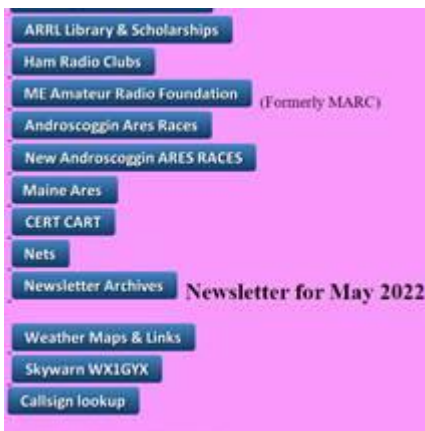 ARRL Library & Scholarships
Ham Radio Clubs
ME Amateur Radio Foundation (Formerly MARC)
Androscoggin Ares Races
New Androscoggin ARES RACES
Maine Ares
CERT CART
Nets
Newsletter Archives Newsletter for May 2022
Weather Maps & Links
Skywarn WX1GYX
Callsign lookup